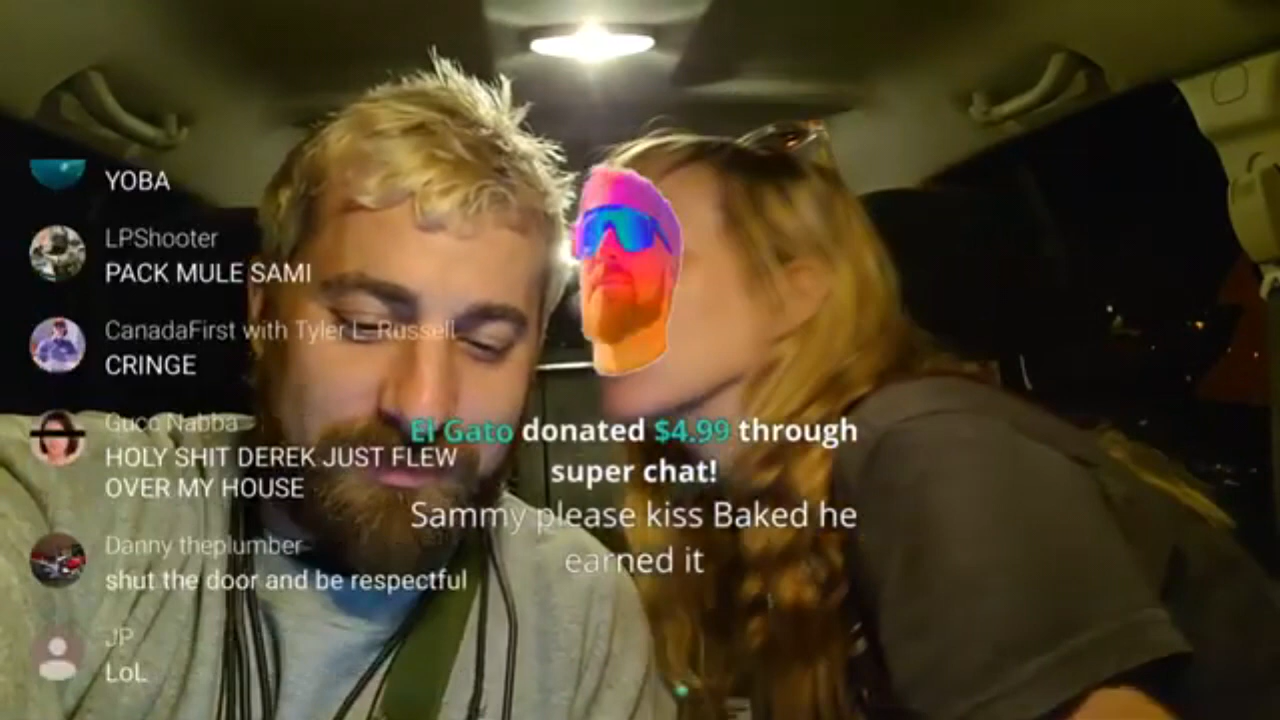 YOBA
LPShooter
PACK MULE SAMI
CanadaFirst with Tyler L. Russell
CRINGE
Gucc Nabba
HOLY SHIT DEREK JUST FLEW
OVER MY HOUSE
Danny theplumber
shut the door and be respectful
JP
LoL
El Gato donated $4.99 through
super chat!
Sammy please kiss Baked he
earned it